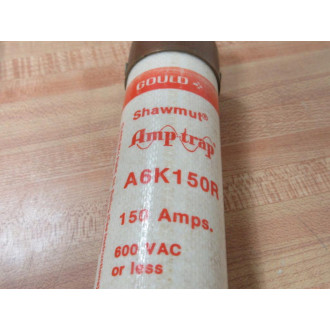 GOULD
Shawmut®
Amp-trap
A6K150R
150 Amps.
600 VAC
or less